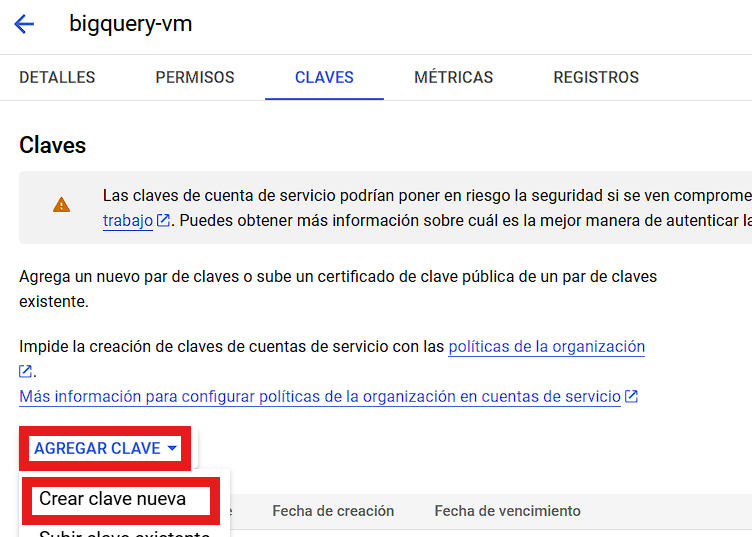 bigquery-vm
DETALLES PERMISOS CLAVES MÉTRICAS REGISTROS
Claves
Las claves de cuenta de servicio podrían poner en riesgo la seguridad si se ven comprome
trabajo. Puedes obtener más información sobre cuál es la mejor manera de autenticar la
Agrega un nuevo par de claves o sube un certificado de clave pública de un par de claves
existente.
Impide la creación de claves de cuentas de servicio con las políticas de la organización
.
Más información para configurar políticas de la organización en cuentas de servicio
AGREGAR CLAVE
Crear clave nueva
Fecha de creación Fecha de vencimiento
Subir clave existente